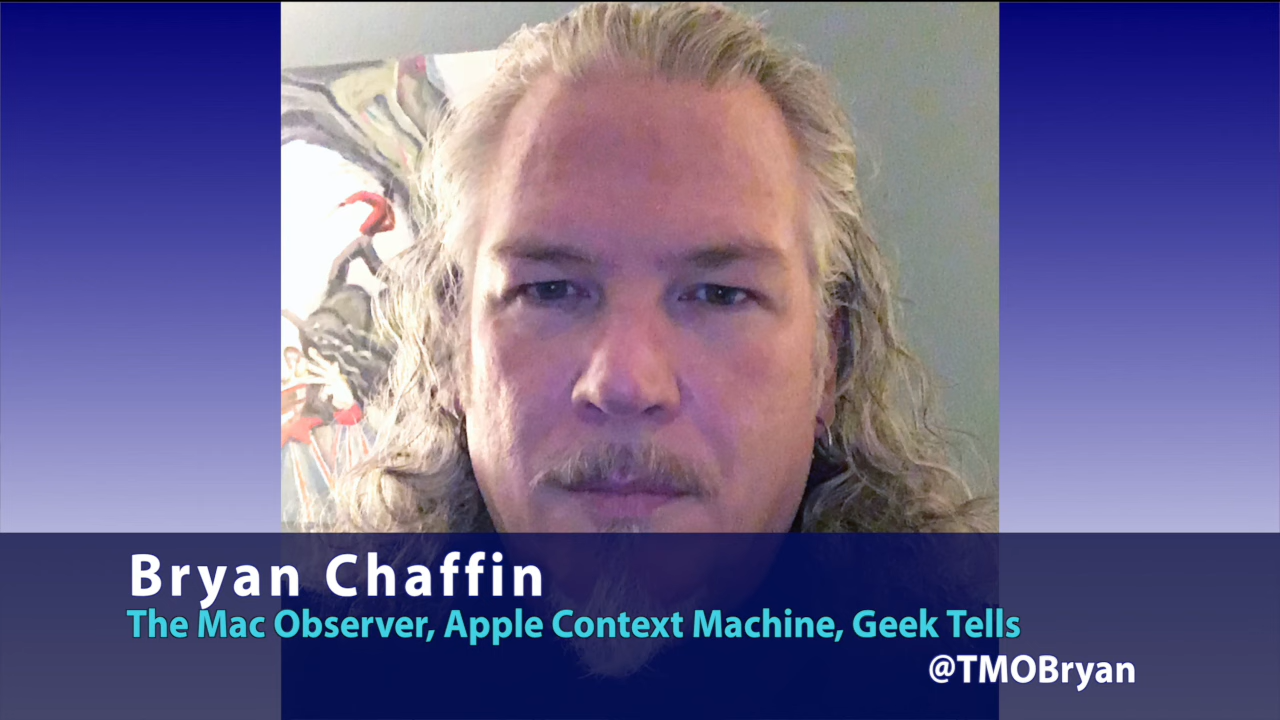 Bryan Chaffin
The Mac Observer, Apple Context Machine, Geek Tells
@TMOBryan